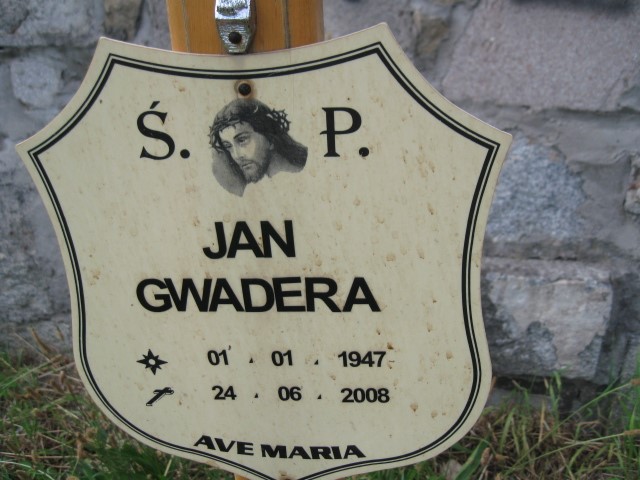 Ś. P.
JAN
GWADERA
01 . 01 . 1947
24 . 06 . 2008
AVE MARIA